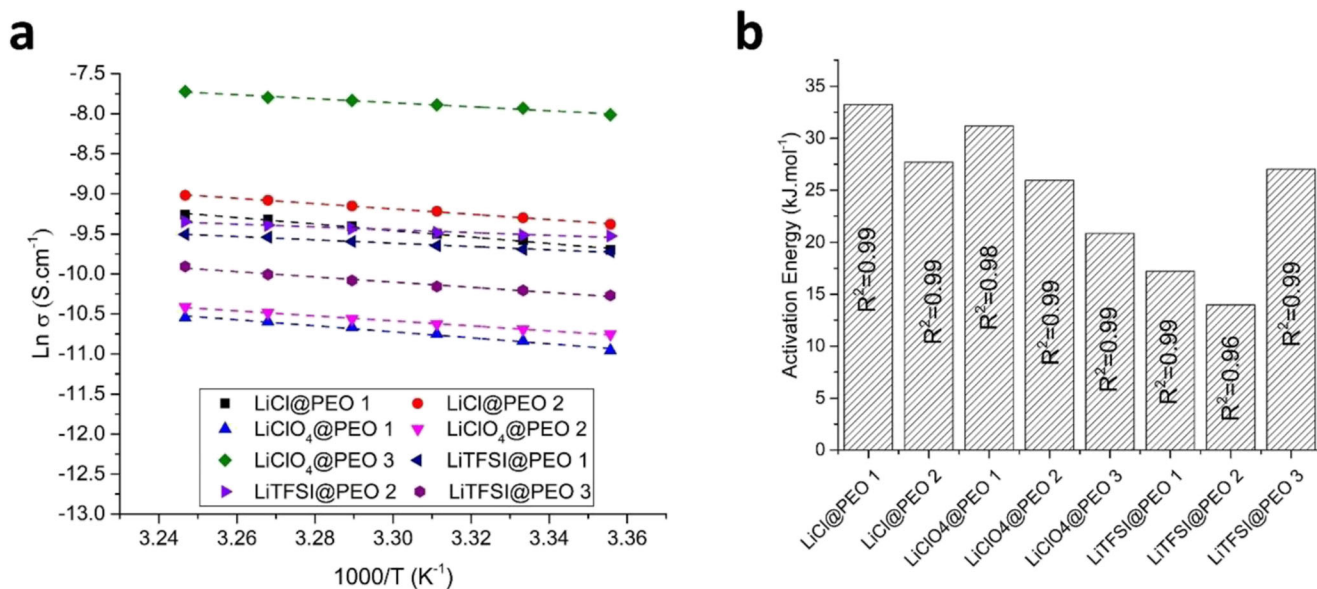 a
-7.5
-8.0
-8.5
-9.0
-9.5
-10.0
-10.5
-11.0
-11.5
-12.0
-12.5
-13.0
Ln σ (S.cm⁻¹)
LiCl@PEO 1 LiCl@PEO 2
LiClO₄@PEO 1 LiClO₄@PEO 2
LiClO₄@PEO 3 LiTFSI@PEO 1
LiTFSI@PEO 2 LiTFSI@PEO 3
3.24 3.26 3.28 3.30 3.32 3.34 3.36
1000/T (K⁻¹)
b
35
30
25
20
15
10
5
0
Activation Energy (kJ.mol⁻¹)
R²=0.99
R²=0.99
R²=0.98
R²=0.99
R²=0.99
R²=0.99
R²=0.96
R²=0.99
LiCl@PEO 1
LiCl@PEO 2
LiClO4@PEO 1
LiClO4@PEO 2
LiClO4@PEO 3
LiTFSI@PEO 1
LiTFSI@PEO 2
LiTFSI@PEO 3